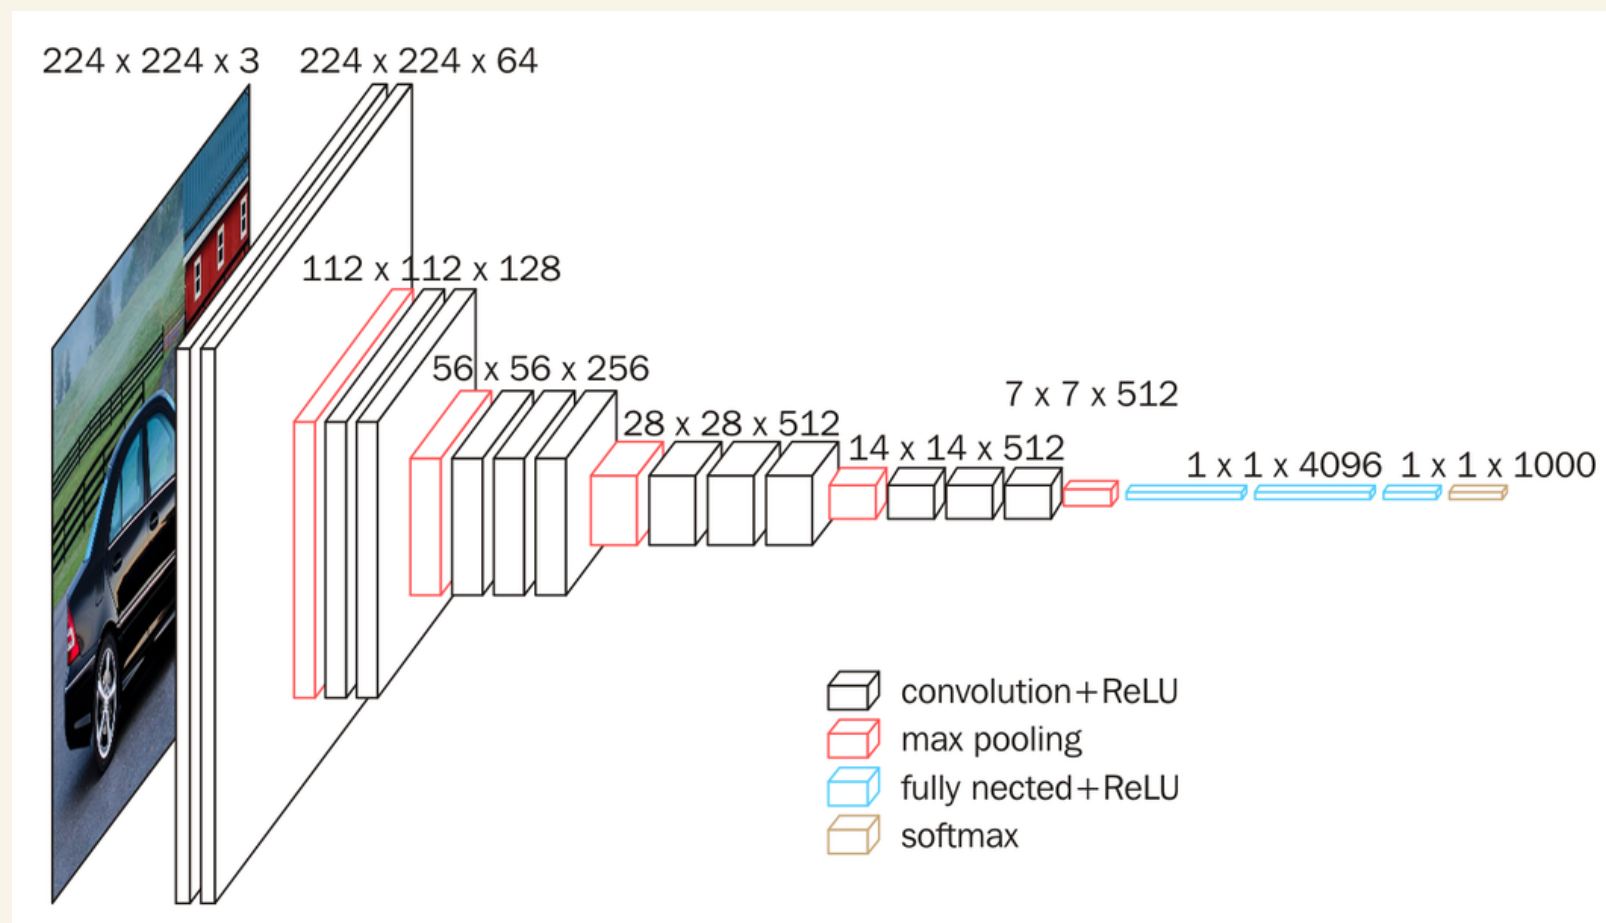 224 x 224 x 3
224 x 224 x 64
112 x 112 x 128
56 x 56 x 256
28 x 28 x 512
14 x 14 x 512
7 x 7 x 512
1 x 1 x 4096
1 x 1 x 1000
convolution+ReLU
max pooling
fully nected+ReLU
softmax